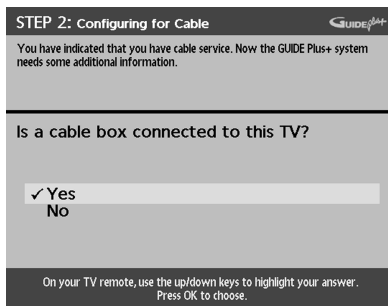 STEP 2: Configuring for Cable
GUIDE Plus+
You have indicated that you have cable service. Now the GUIDE Plus+ system
needs some additional information.
Is a cable box connected to this TV?
✓ Yes
No
On your TV remote, use the up/down keys to highlight your answer.
Press OK to choose.